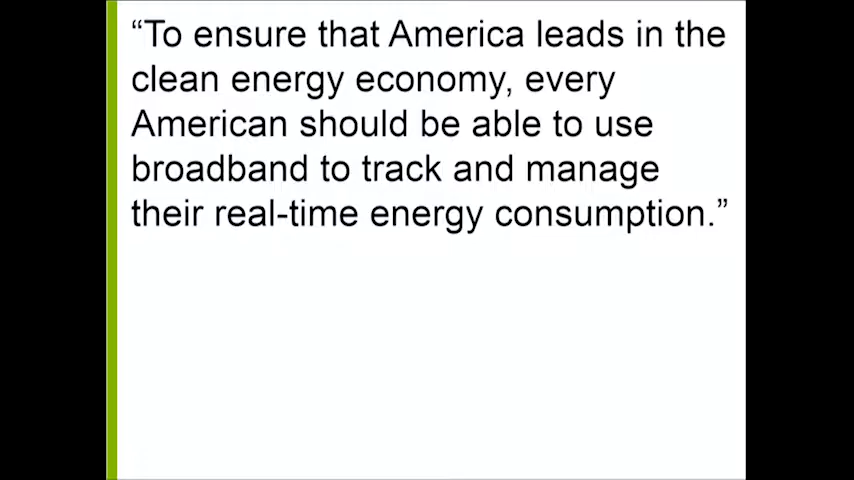 “To ensure that America leads in the
clean energy economy, every
American should be able to use
broadband to track and manage
their real-time energy consumption.”